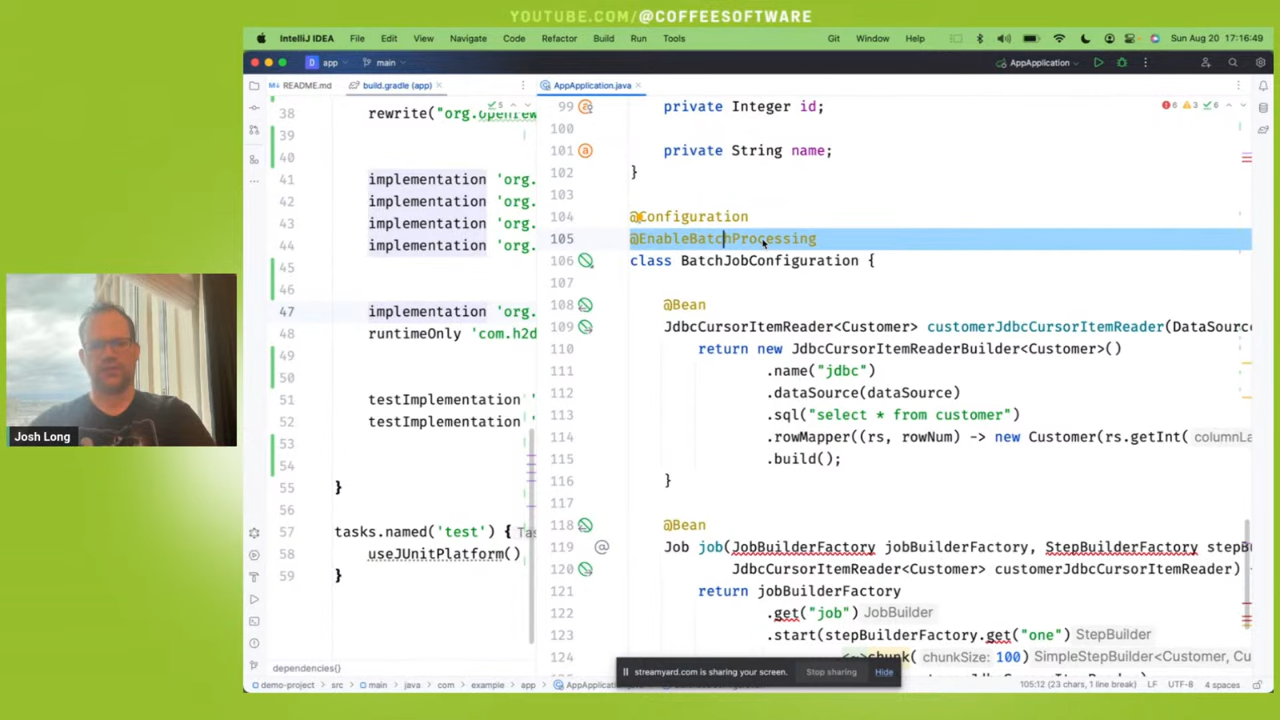 YOUTUBE.COM/@COFFEESOFTWARE
IntelliJ IDEA File Edit View Navigate Code Refactor Build Run Tools Git Window Help Sun Aug 20 17:16:49
D app main AppApplication
README.md build.gradle (app) AppApplication.java
5
38 rewrite("org.openrew
39
40
41 implementation 'org.
42 implementation 'org.
43 implementation 'org.
44 implementation 'org.
45
46
47 implementation 'org.
48 runtimeOnly 'com.h2d
49
50
51 testImplementation '
52 testImplementation '
53
54
55 }
56
57 tasks.named('test') { Tas
58 useJUnitPlatform()
59 }
dependencies{}
6 3 6
99 private Integer id;
100
101 private String name;
102 }
103
104 @Configuration
105 @EnableBatchProcessing
106 class BatchJobConfiguration {
107
108 @Bean
109 JdbcCursorItemReader<Customer> customerJdbcCursorItemReader(DataSourc
110 return new JdbcCursorItemReaderBuilder<Customer>()
111 .name("jdbc")
112 .dataSource(dataSource)
113 .sql("select * from customer")
114 .rowMapper((rs, rowNum) -> new Customer(rs.getInt( columnLa
115 .build();
116 }
117
118 @Bean
119 Job job(JobBuilderFactory jobBuilderFactory, StepBuilderFactory stepB
120 JdbcCursorItemReader<Customer> customerJdbcCursorItemReader)
121 return jobBuilderFactory
122 .get("job") JobBuilder
123 .start(stepBuilderFactory.get("one") StepBuilder
124 <~>chunk( chunkSize: 100) SimpleStepBuilder<Customer, Cu
Josh Long
streamyard.com is sharing your screen. Stop sharing Hide
demo-project src main java com example app 105:12 (23 chars, 1 line break) LF UTF-8 4 spaces